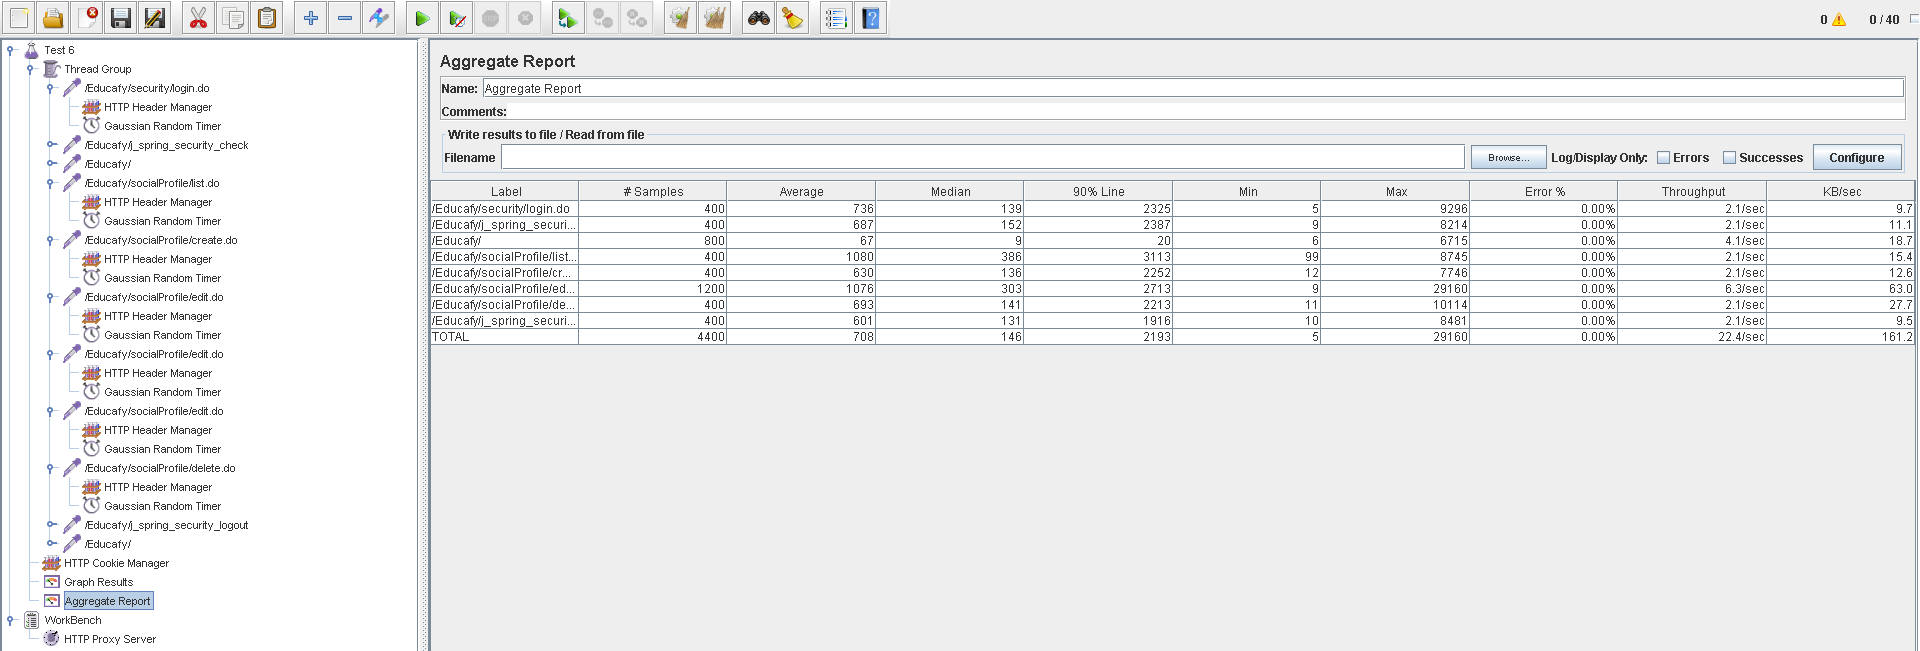 0 0 / 40
Test 6
Thread Group
/Educafy/security/login.do
HTTP Header Manager
Gaussian Random Timer
/Educafy/j_spring_security_check
/Educafy/
/Educafy/socialProfile/list.do
HTTP Header Manager
Gaussian Random Timer
/Educafy/socialProfile/create.do
HTTP Header Manager
Gaussian Random Timer
/Educafy/socialProfile/edit.do
HTTP Header Manager
Gaussian Random Timer
/Educafy/socialProfile/edit.do
HTTP Header Manager
Gaussian Random Timer
/Educafy/socialProfile/edit.do
HTTP Header Manager
Gaussian Random Timer
/Educafy/socialProfile/delete.do
HTTP Header Manager
Gaussian Random Timer
/Educafy/j_spring_security_logout
/Educafy/
HTTP Cookie Manager
Graph Results
Aggregate Report
WorkBench
HTTP Proxy Server
Aggregate Report
Name: Aggregate Report
Comments:
Write results to file / Read from file
Filename Browse... Log/Display Only: Errors Successes Configure
Label # Samples Average Median 90% Line Min Max Error % Throughput KB/sec
/Educafy/security/login.do 400 736 139 2325 5 9296 0.00% 2.1/sec 9.7
/Educafy/j_spring_securi... 400 687 152 2387 9 8214 0.00% 2.1/sec 11.1
/Educafy/ 800 67 9 20 6 6715 0.00% 4.1/sec 18.7
/Educafy/socialProfile/list... 400 1080 386 3113 99 8745 0.00% 2.1/sec 15.4
/Educafy/socialProfile/cr... 400 630 136 2252 12 7746 0.00% 2.1/sec 12.6
/Educafy/socialProfile/ed... 1200 1076 303 2713 9 29160 0.00% 6.3/sec 63.0
/Educafy/socialProfile/de... 400 693 141 2213 11 10114 0.00% 2.1/sec 27.7
/Educafy/j_spring_securi... 400 601 131 1916 10 8481 0.00% 2.1/sec 9.5
TOTAL 4400 708 146 2193 5 29160 0.00% 22.4/sec 161.2